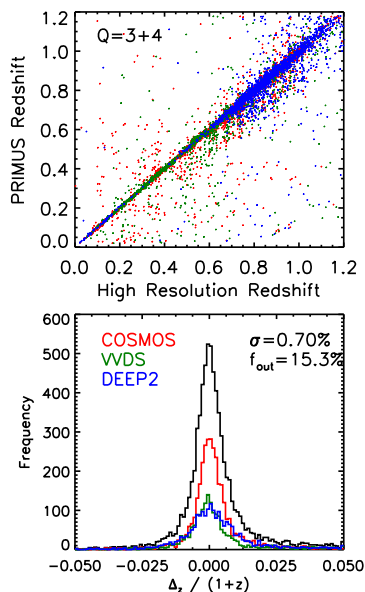 Q=3+4
1.2
1.0
0.8
0.6
0.4
0.2
0.0
PRIMUS Redshift
0.0 0.2 0.4 0.6 0.8 1.0 1.2
High Resolution Redshift
COSMOS
VVDS
DEEP2
σ=0.70%
f_out=15.3%
600
500
400
300
200
100
0
Frequency
-0.050 -0.025 0.000 0.025 0.050
Δz / (1+z)